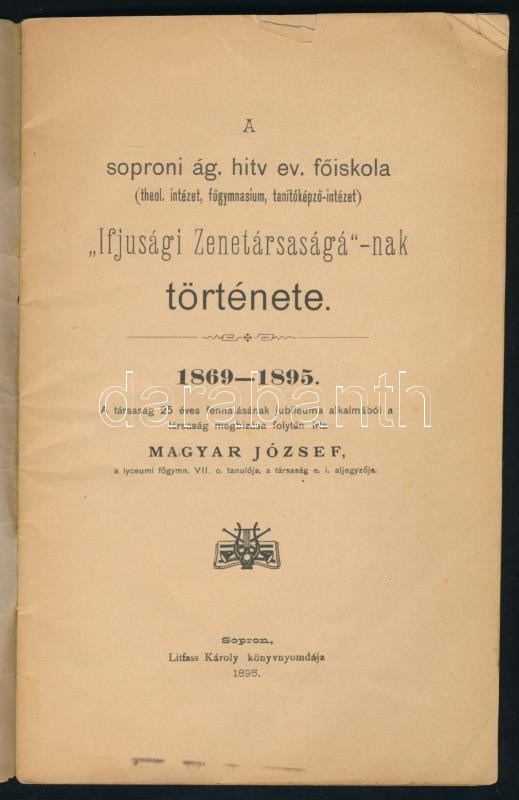 A
soproni ág. hitv ev. főiskola
(theol. intézet, főgymnasium, tanítóképző-intézet)
„Ifjusági Zenetársaságá“-nak
története.
1869—1895.
A társaság 25 éves fennállásának jubileuma alkalmából a
társaság megbízása folytán írta
MAGYAR JÓZSEF,
a lyceumi főgymn. VII. o. tanulója, a társaság e. i. aljegyzője.
darabanth
Sopron,
Litfass Károly könyvnyomdája
1895.